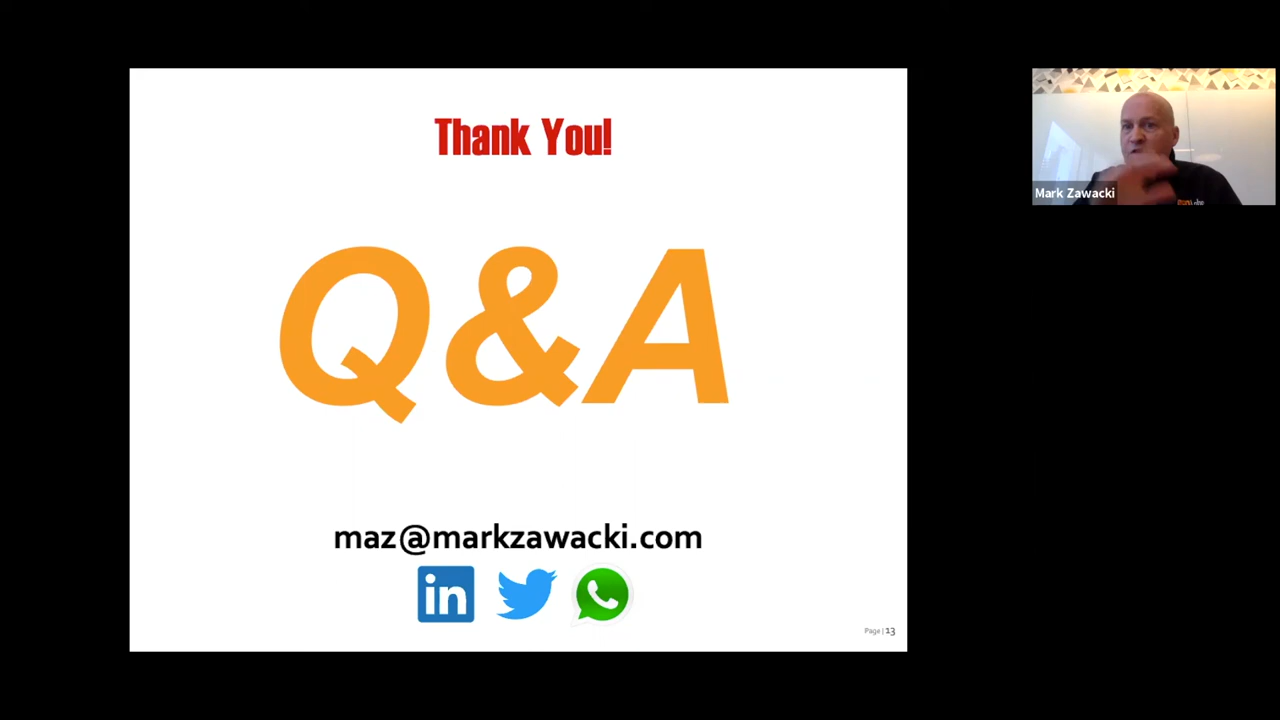 Thank You!
Q&A
maz@markzawacki.com
in
Page | 13
Mark Zawacki